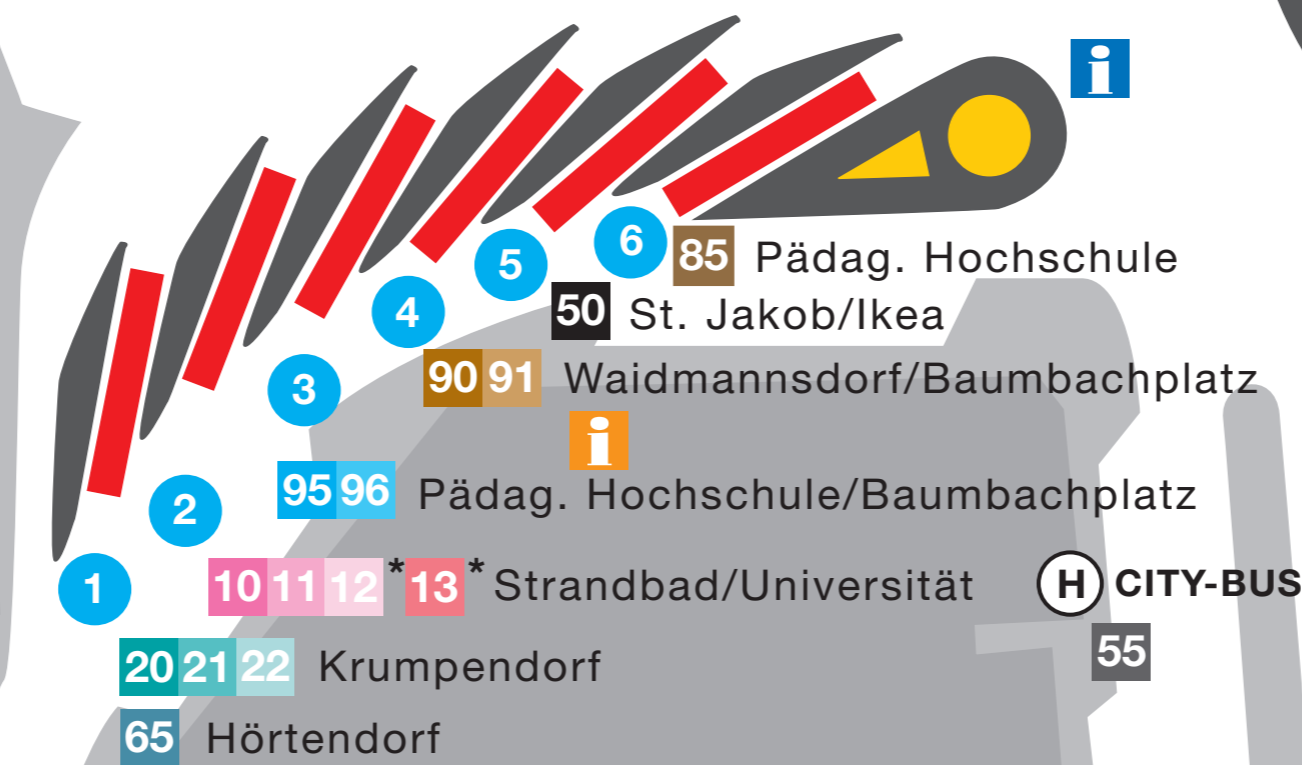 i
6 85 Pädag. Hochschule
5 50 St. Jakob/Ikea
4 90 91 Waidmannsdorf/Baumbachplatz
i
3 95 96 Pädag. Hochschule/Baumbachplatz
2 10 11 12 * 13 * Strandbad/Universität
H CITY-BUS
55
1 20 21 22 Krumpendorf
65 Hörtendorf